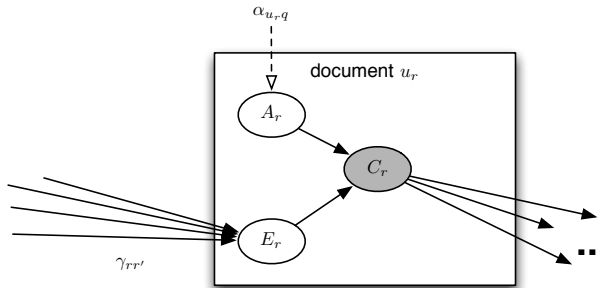 α_{u_r q}
document u_r
A_r
C_r
E_r
γ_{rr'}
..